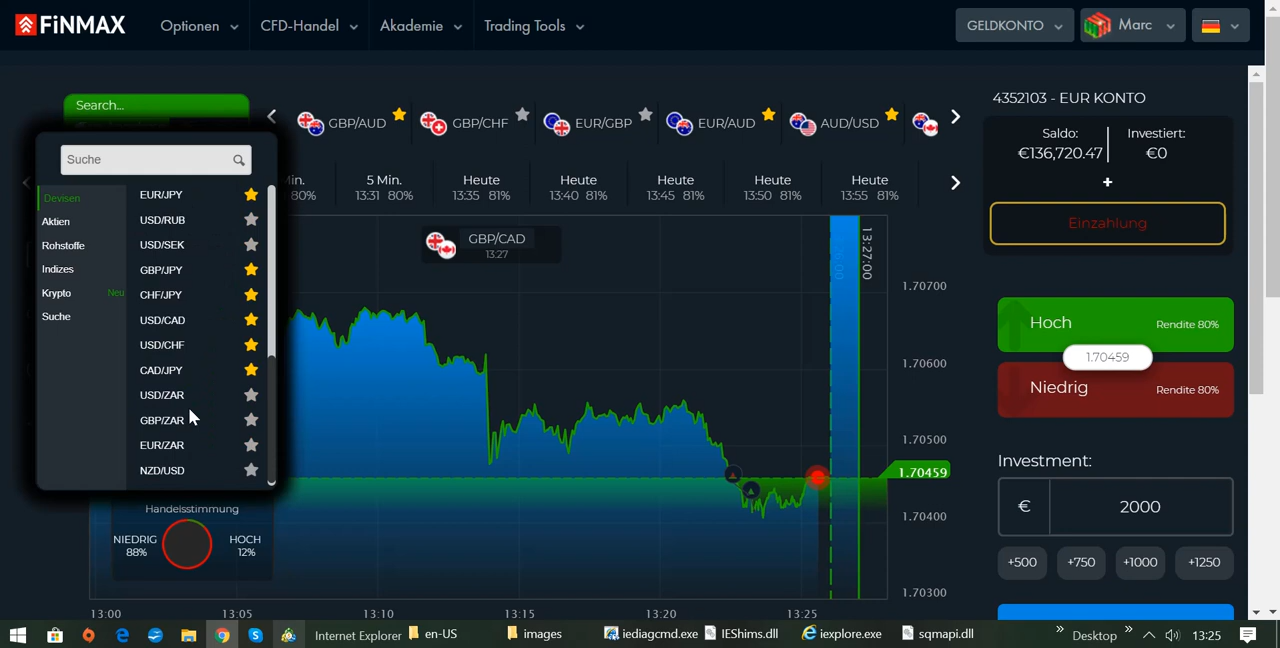 FiNMAX
Optionen
CFD-Handel
Akademie
Trading Tools
GELDKONTO
Marc
Search...
GBP/AUD
GBP/CHF
EUR/GBP
EUR/AUD
AUD/USD
4352103 - EUR KONTO
Saldo:
€136,720.47
Investiert:
€0
+
Einzahlung
Suche
Devisen
Aktien
Rohstoffe
Indizes
Krypto Neu
Suche
EUR/JPY
USD/RUB
USD/SEK
GBP/JPY
CHF/JPY
USD/CAD
USD/CHF
CAD/JPY
USD/ZAR
GBP/ZAR
EUR/ZAR
NZD/USD
Min.
80%
5 Min.
13:31 80%
Heute
13:35 81%
Heute
13:40 81%
Heute
13:45 81%
Heute
13:50 81%
Heute
13:55 81%
GBP/CAD
13:27
13:27:00
1.70700
1.70600
1.70500
1.70459
1.70400
1.70300
Hoch
Rendite 80%
1.70459
Niedrig
Rendite 80%
Investment:
€ 2000
+500
+750
+1000
+1250
Handelsstimmung
NIEDRIG
88%
HOCH
12%
13:00
13:05
13:10
13:15
13:20
13:25
Internet Explorer
en-US
images
iediagcmd.exe
IEShims.dll
iexplore.exe
sqmapi.dll
Desktop
13:25